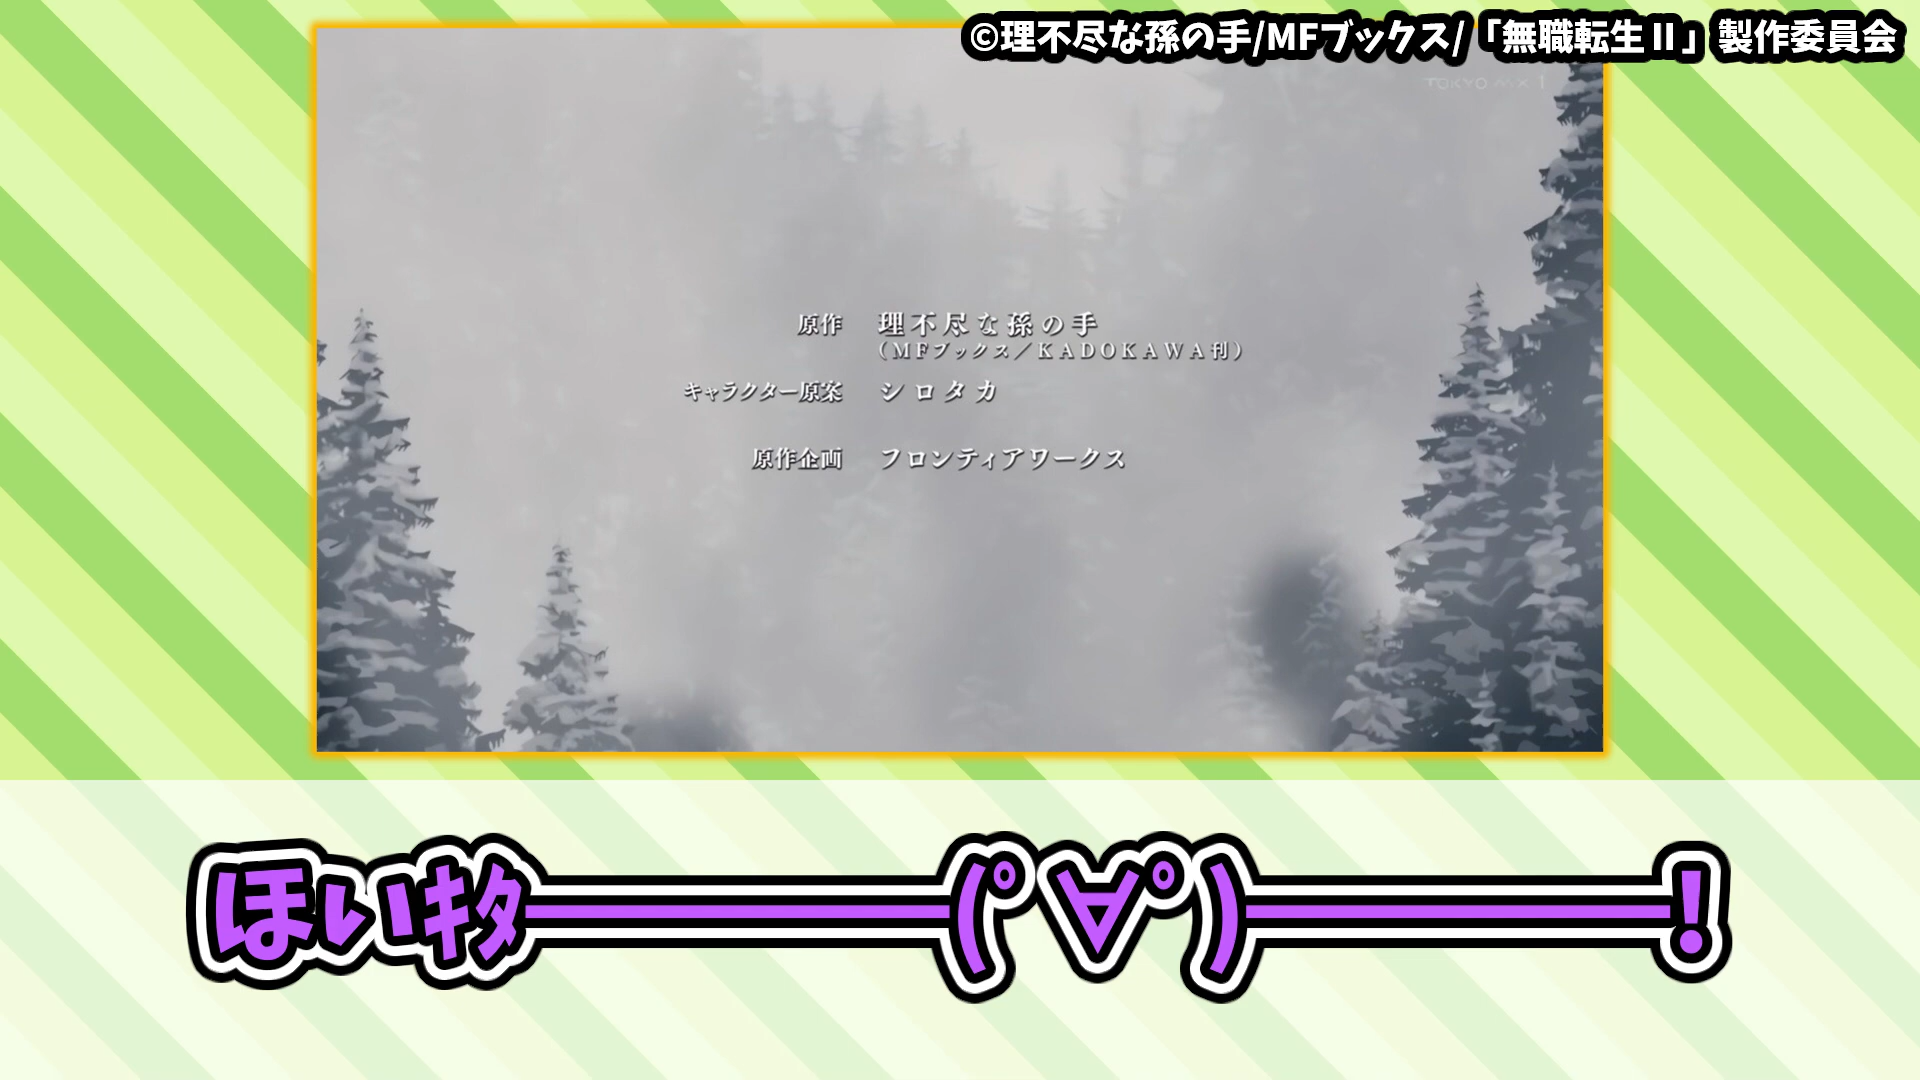 ©理不尽な孫の手/MFブックス/「無職転生Ⅱ」製作委員会
TOKYO MX 1
原作 理不尽な孫の手
（MFブックス／KADOKAWA刊）
キャラクター原案 シロタカ
原作企画 フロンティアワークス
ほいｷﾀ━━━━━━(ﾟ∀ﾟ)━━━━━━!